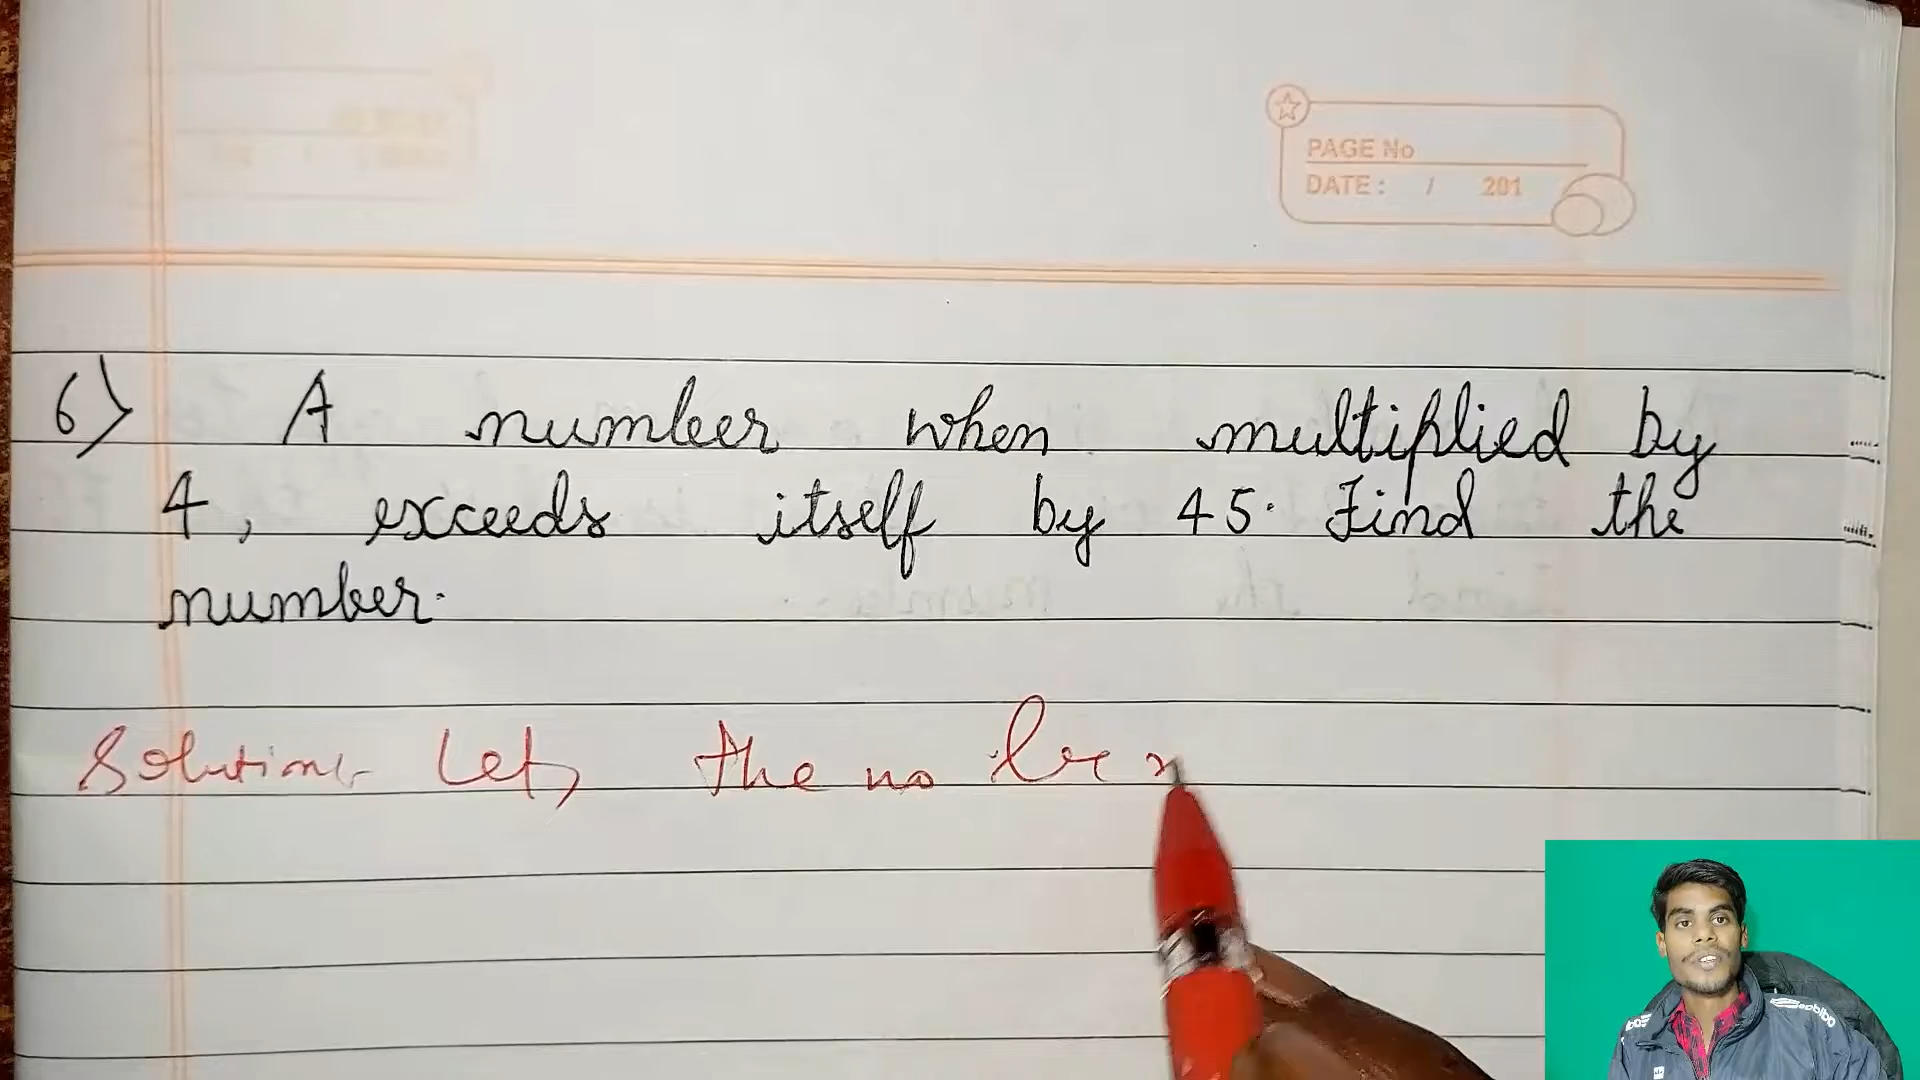 PAGE No
DATE : / 201
6) A number when multiplied by
4, exceeds itself by 45. Find the
number.
Solution:- Let, the no be x